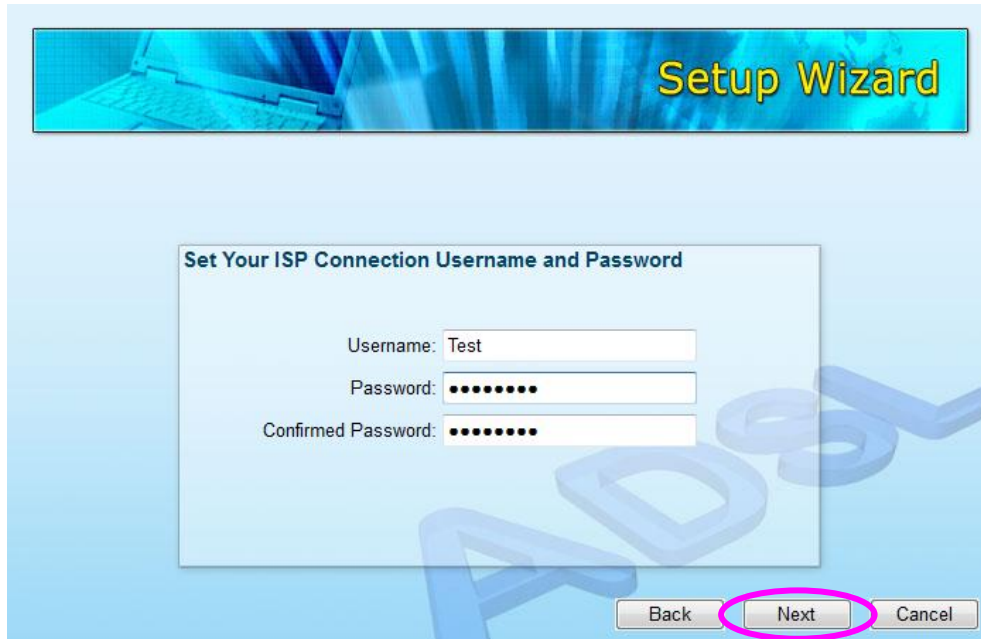 Setup Wizard
Set Your ISP Connection Username and Password
Username: Test
Password: ●●●●●●●●
Confirmed Password: ●●●●●●●●
ADSL
Back Next Cancel